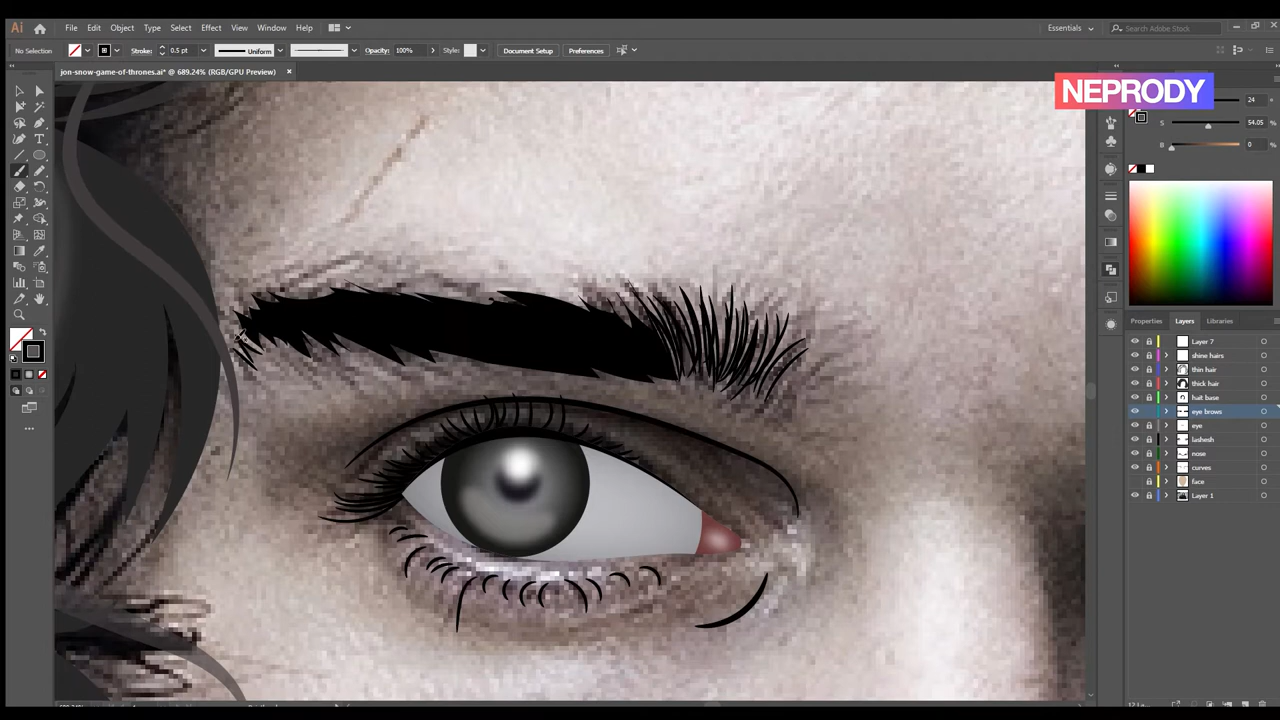 Ai File Edit Object Type Select Effect View Window Help Essentials Search Adobe Stock
No Selection Stroke: 0.5 pt Uniform Opacity: 100% Style: Document Setup Preferences
jon-snow-game-of-thrones.ai* @ 689.24% (RGB/GPU Preview)
NEPRODY
24 °
S 54.05 %
B 0 %
Properties Layers Libraries
Layer 7
shine hairs
thin hair
thick hair
hait base
eye brows
eye
lashesh
nose
curves
face
Layer 1